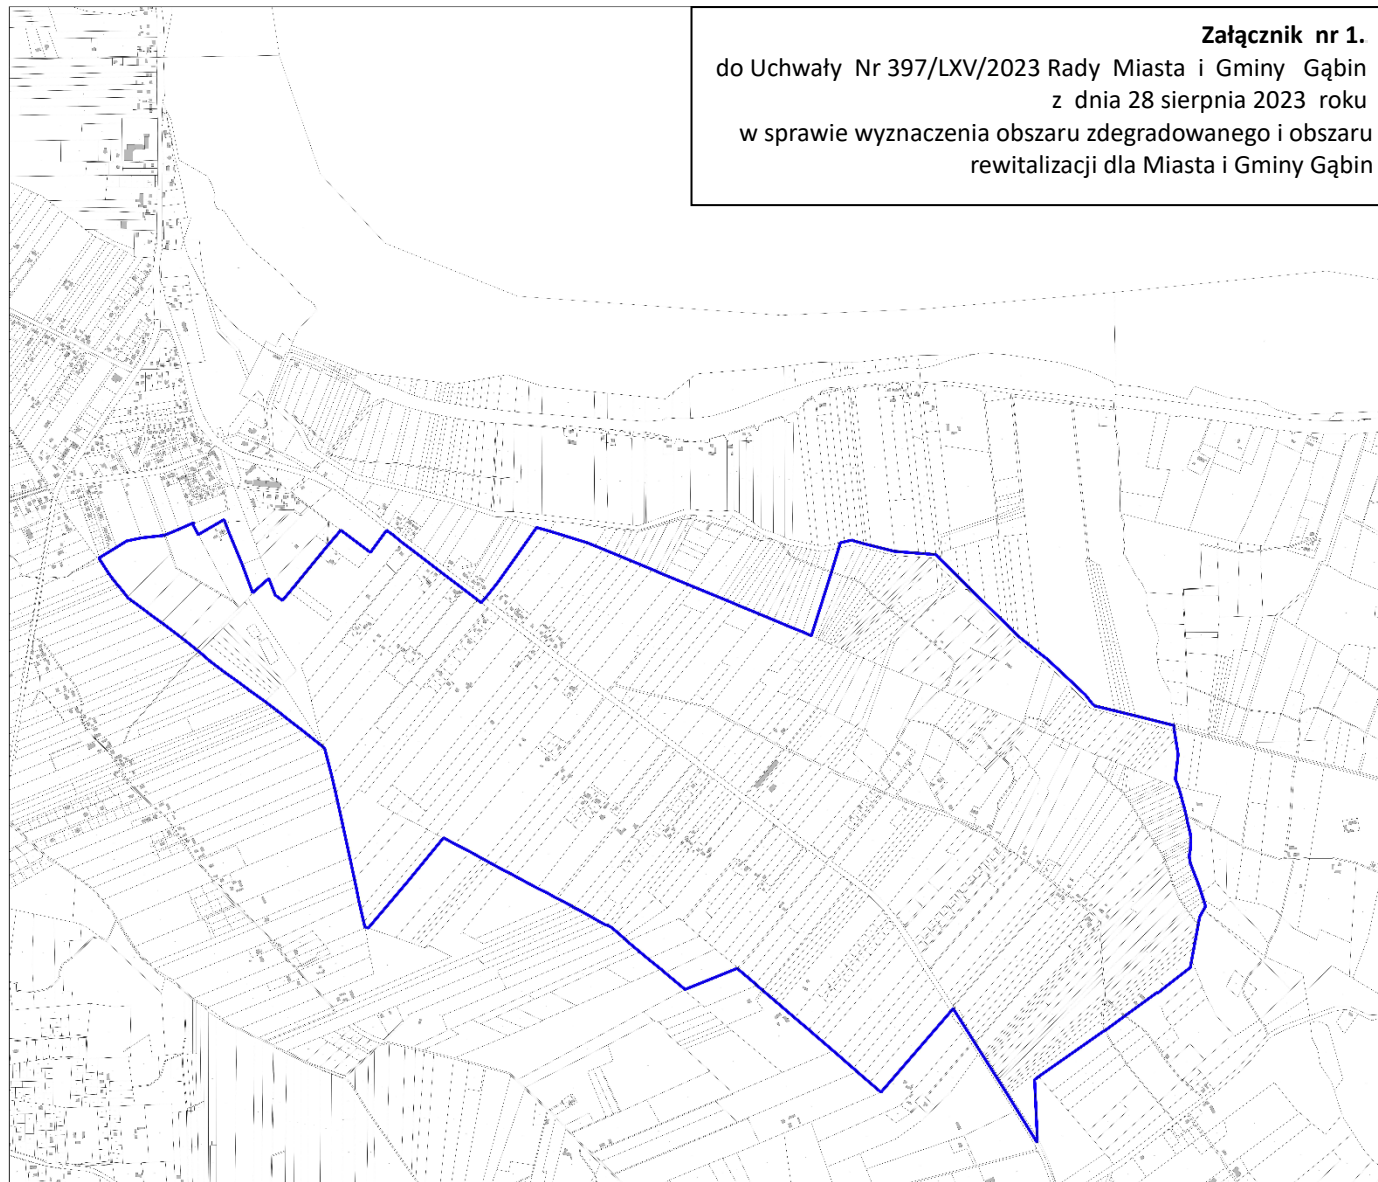 Załącznik nr 1.
do Uchwały Nr 397/LXV/2023 Rady Miasta i Gminy Gąbin
z dnia 28 sierpnia 2023 roku
w sprawie wyznaczenia obszaru zdegradowanego i obszaru
rewitalizacji dla Miasta i Gminy Gąbin